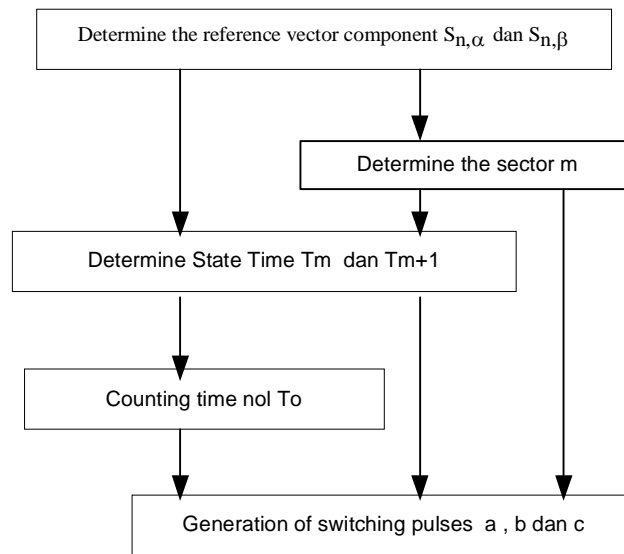 Determine the reference vector component Sn,α dan Sn,β
Determine the sector m
Determine State Time Tm dan Tm+1
Counting time nol To
Generation of switching pulses a , b dan c